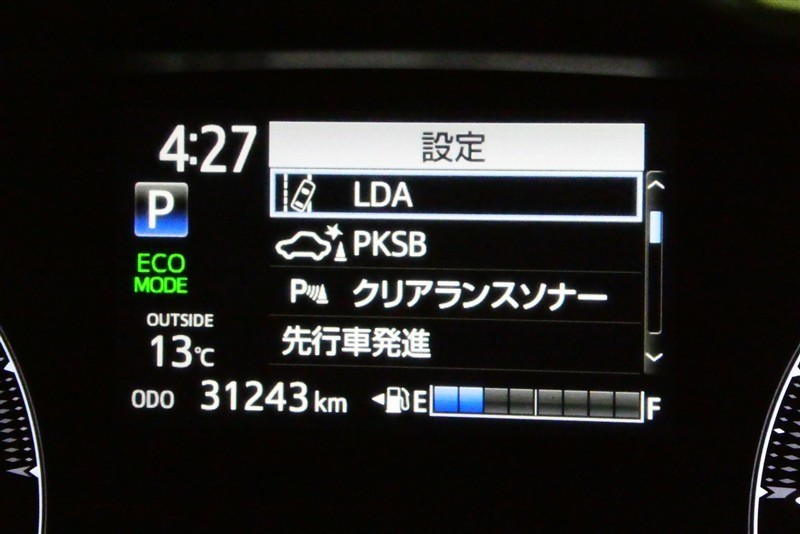 4:27
設定
P
LDA
ECO
MODE
PKSB
P クリアランスソナー
OUTSIDE
13℃
先行車発進
ODO 31243 km E F